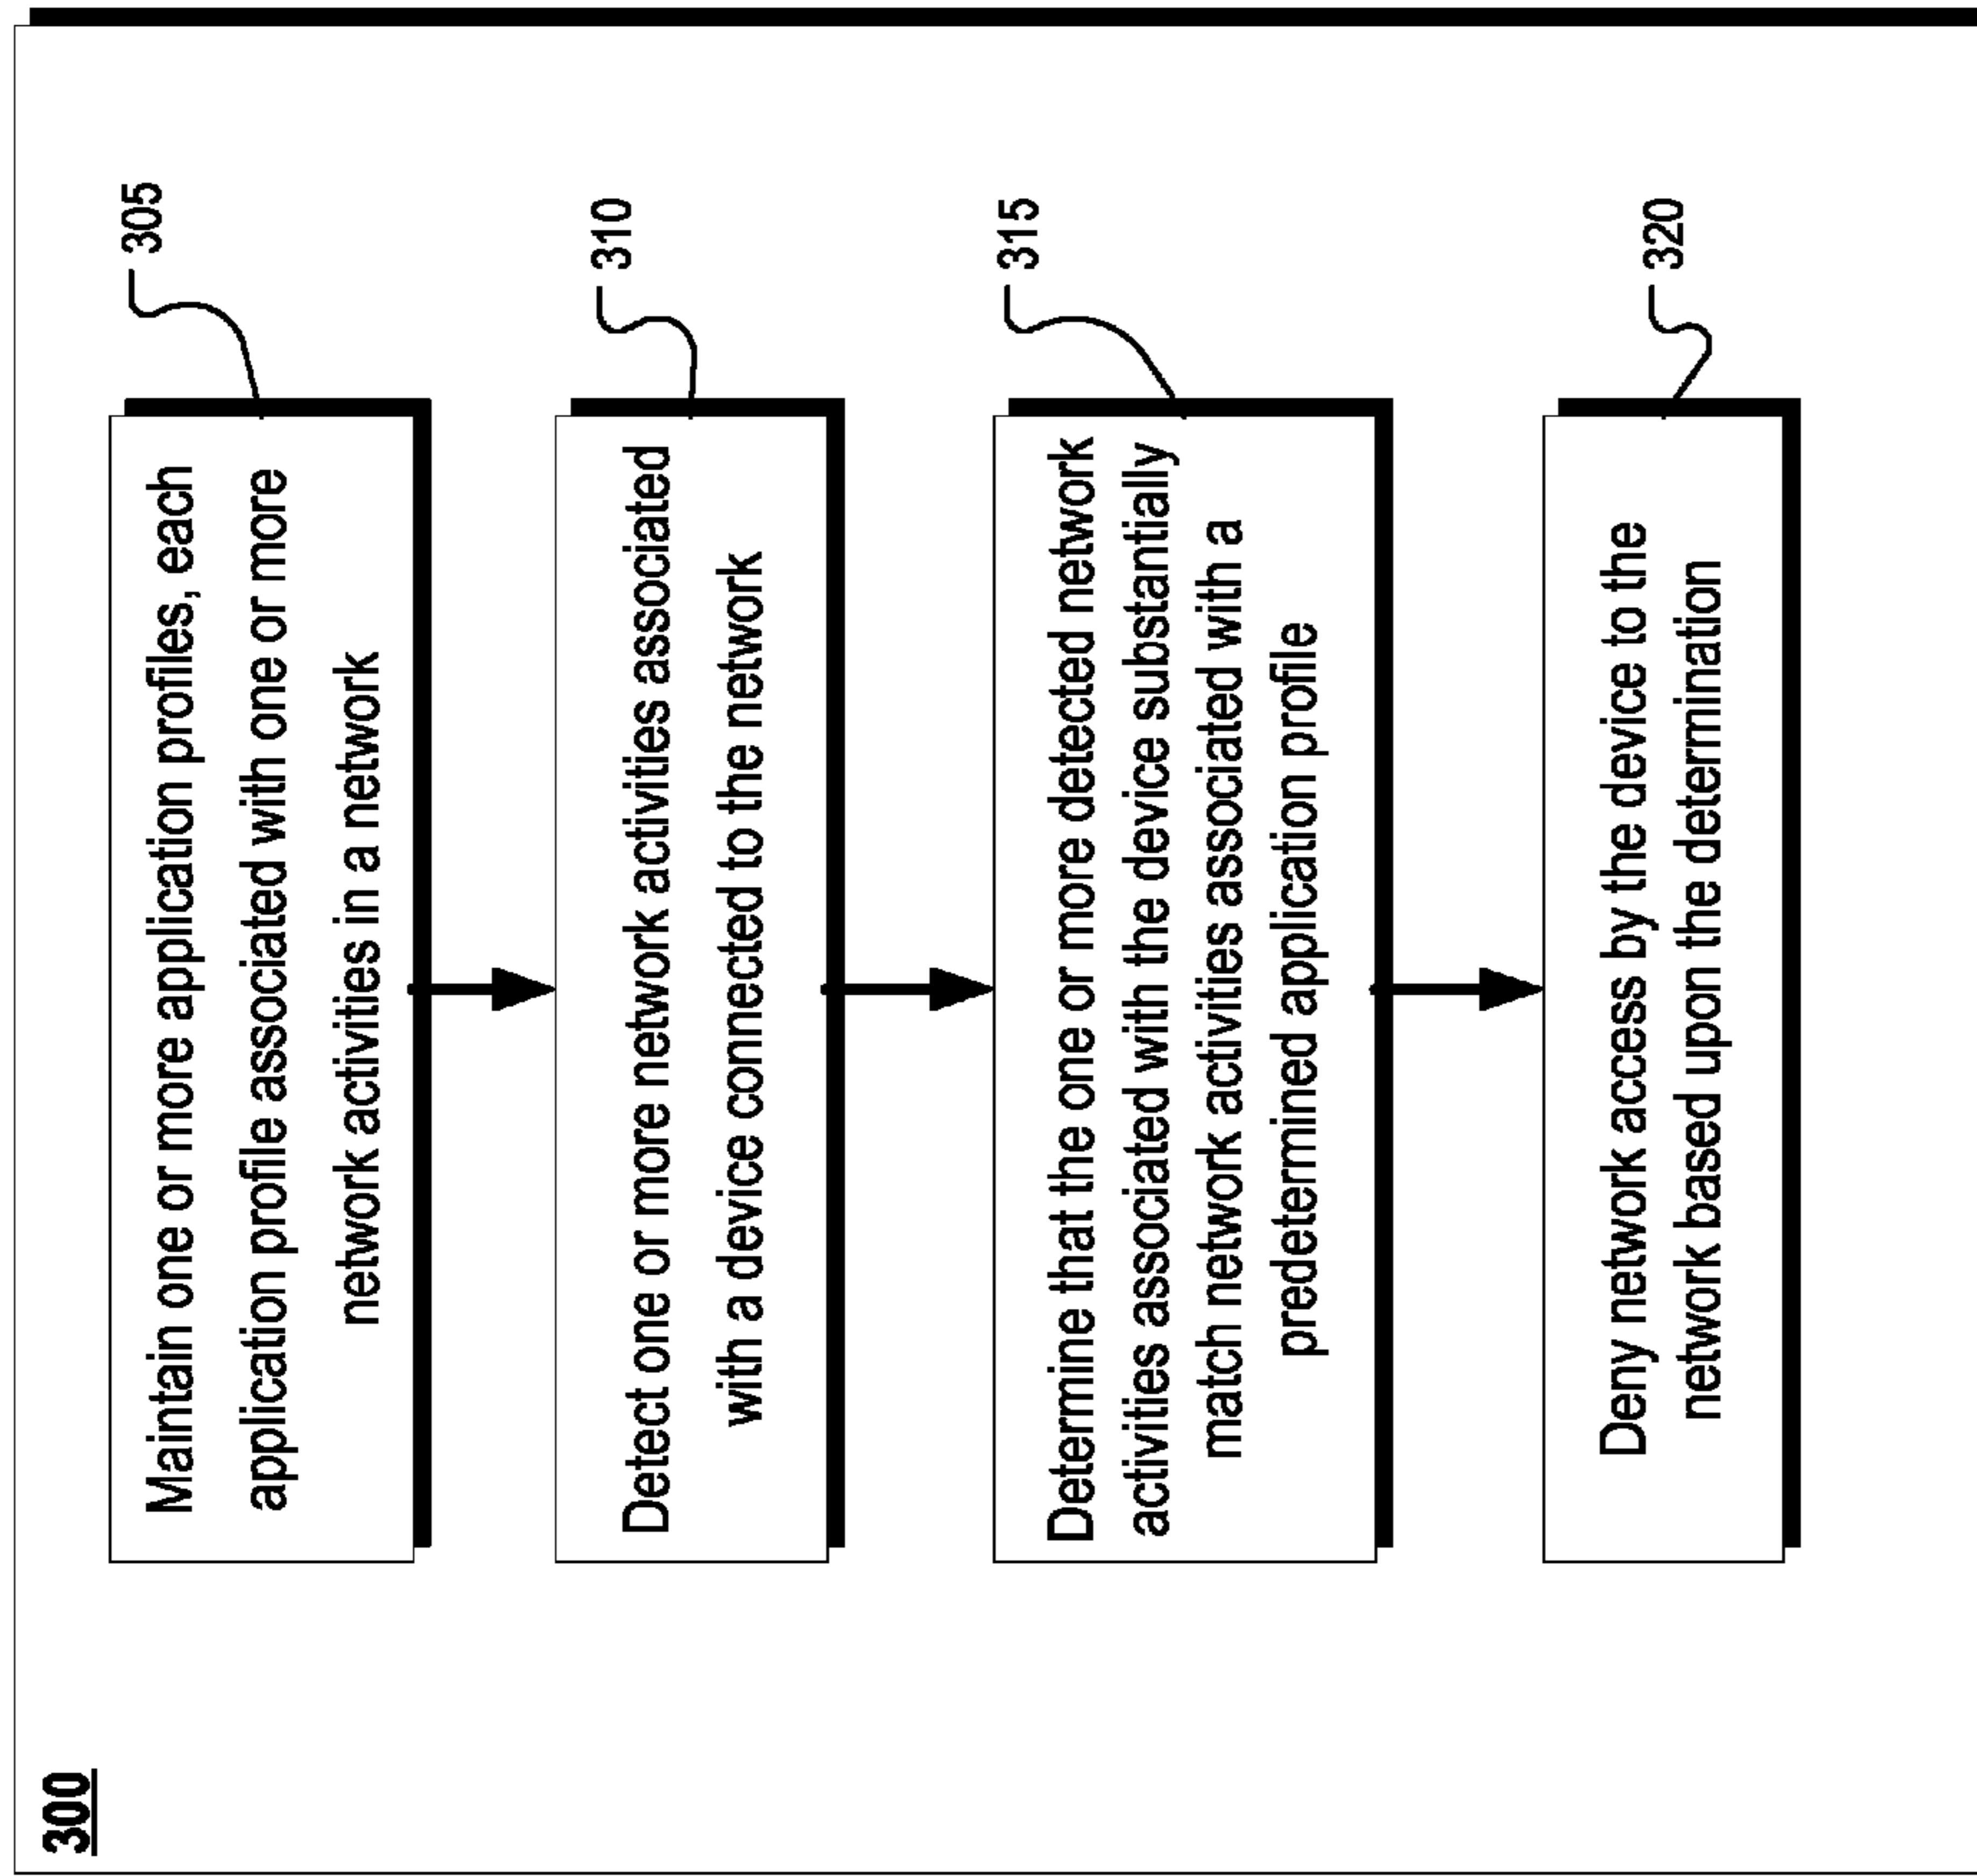 300
Maintain one or more application profiles, each
application profile associated with one or more
network activities in a network
305
Detect one or more network activities associated
with a device connected to the network
310
Determine that the one or more detected network
activities associated with the device substantially
match network activities associated with a
predetermined application profile
315
Deny network access by the device to the
network based upon the determination
320